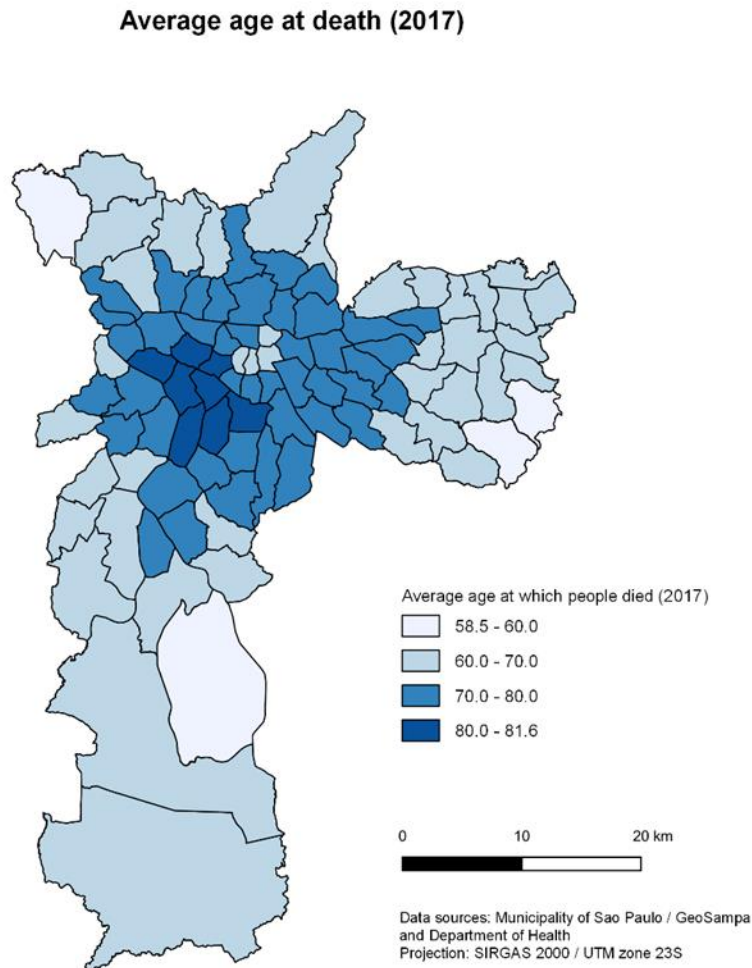 Average age at death (2017)
Average age at which people died (2017)
58.5 - 60.0
60.0 - 70.0
70.0 - 80.0
80.0 - 81.6
0 10 20 km
Data sources: Municipality of Sao Paulo / GeoSampa
and Department of Health
Projection: SIRGAS 2000 / UTM zone 23S